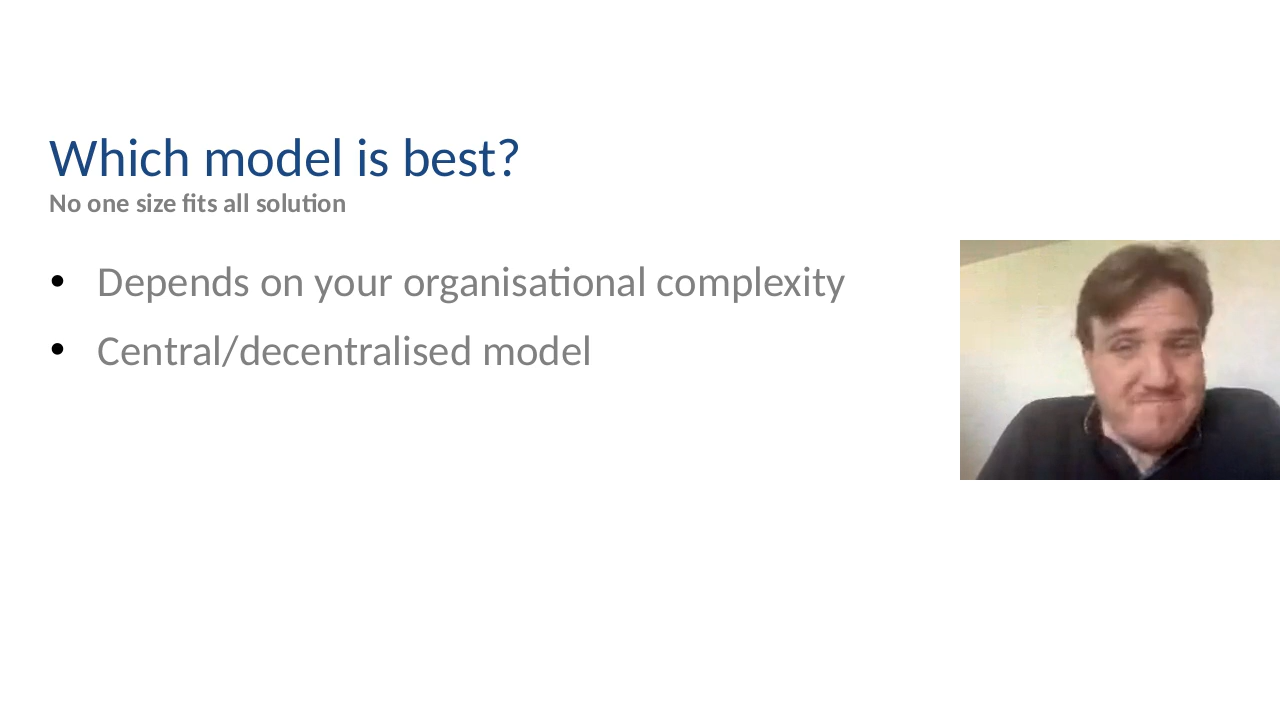 Which model is best?
No one size fits all solution
• Depends on your organisational complexity
• Central/decentralised model